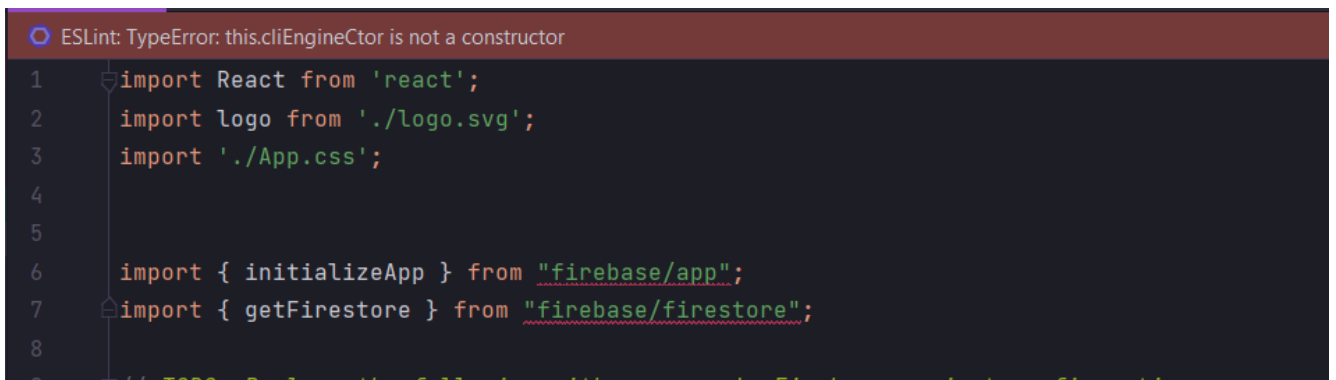 ESLint: TypeError: this.cliEngineCtor is not a constructor
1 import React from 'react';
2 import logo from './logo.svg';
3 import './App.css';
4
5
6 import { initializeApp } from "firebase/app";
7 import { getFirestore } from "firebase/firestore";
8